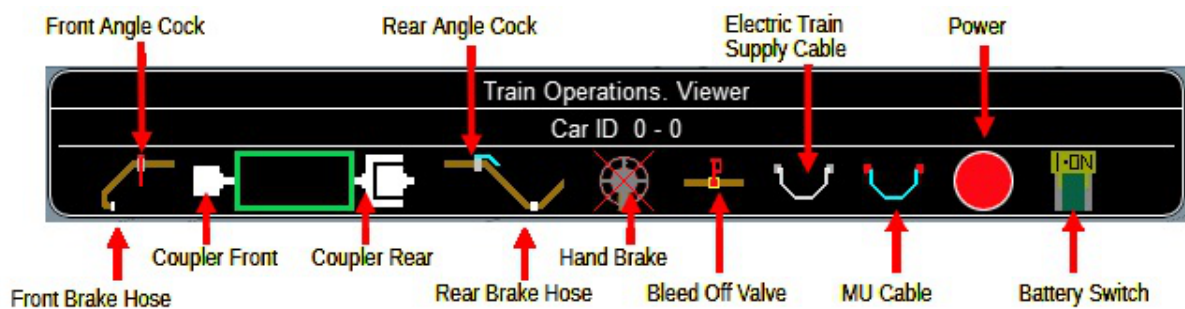 Front Angle Cock
Rear Angle Cock
Electric Train
Supply Cable
Power
Train Operations. Viewer
Car ID 0 - 0
I·ON
Coupler Front
Coupler Rear
Hand Brake
Front Brake Hose
Rear Brake Hose
Bleed Off Valve
MU Cable
Battery Switch